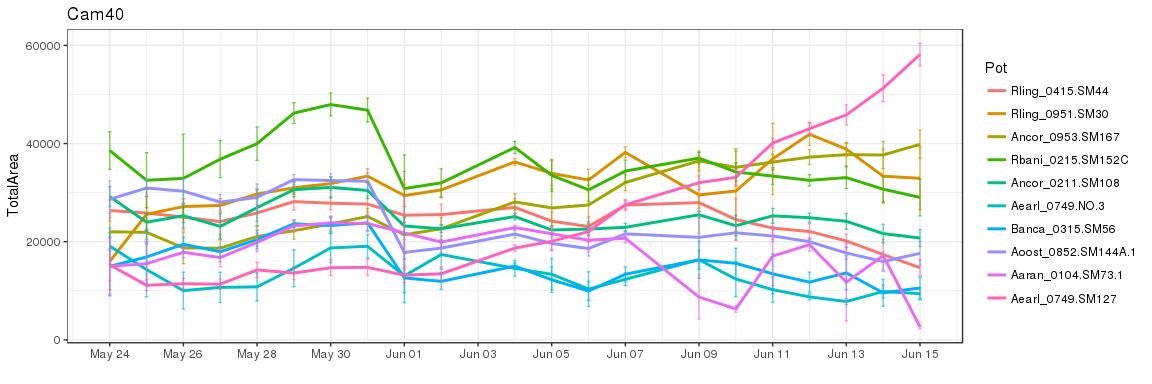 Cam40
TotalArea
60000
40000
20000
0
May 24 May 26 May 28 May 30 Jun 01 Jun 03 Jun 05 Jun 07 Jun 09 Jun 11 Jun 13 Jun 15
Pot
Rling_0415.SM44
Rling_0951.SM30
Ancor_0953.SM167
Rbani_0215.SM152C
Ancor_0211.SM108
Aearl_0749.NO.3
Banca_0315.SM56
Aoost_0852.SM144A.1
Aaran_0104.SM73.1
Aearl_0749.SM127